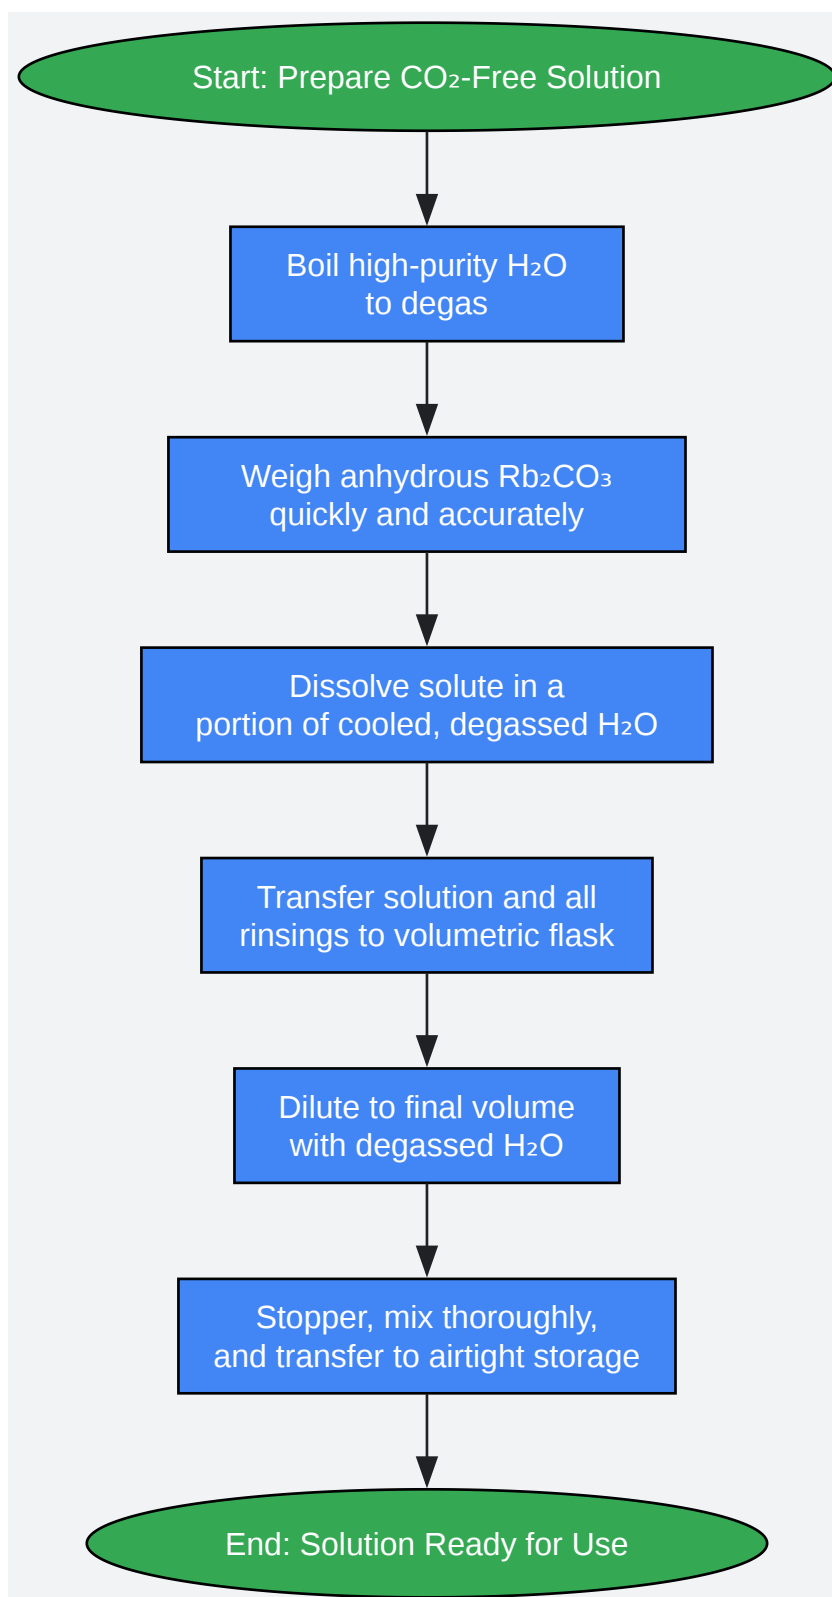 Start: Prepare CO₂-Free Solution
Boil high-purity H₂O
to degas
Weigh anhydrous Rb₂CO₃
quickly and accurately
Dissolve solute in a
portion of cooled, degassed H₂O
Transfer solution and all
rinsings to volumetric flask
Dilute to final volume
with degassed H₂O
Stopper, mix thoroughly,
and transfer to airtight storage
End: Solution Ready for Use